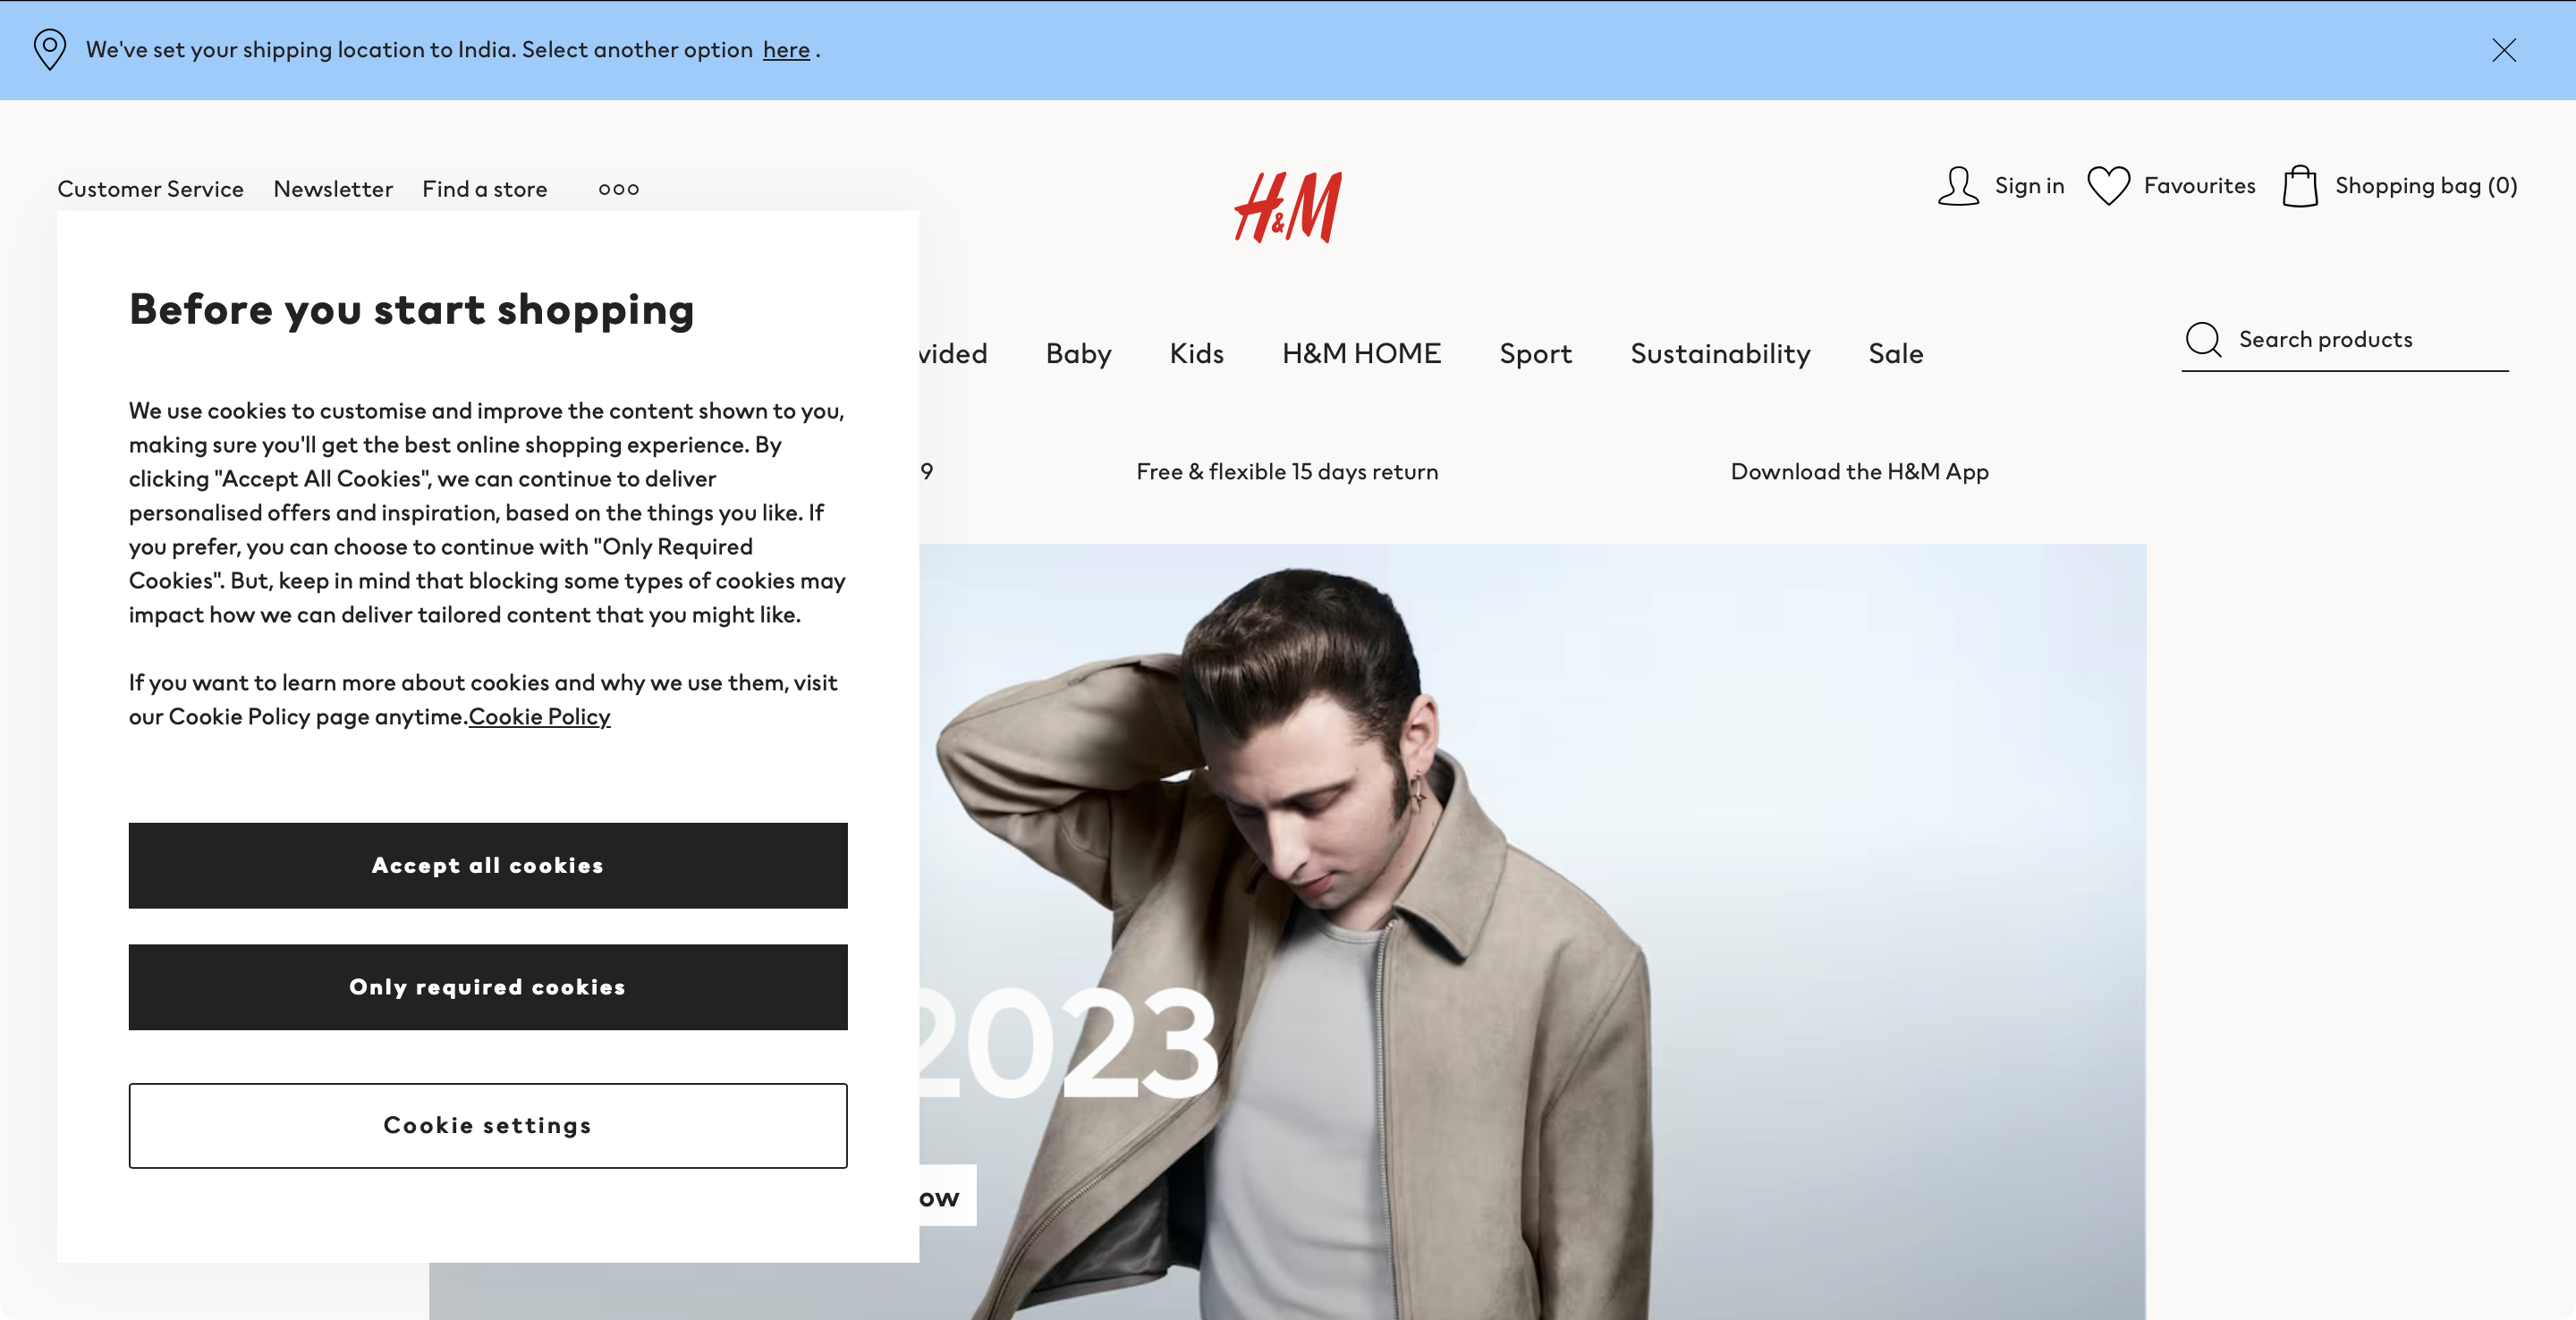 We've set your shipping location to India. Select another option here .
Customer Service Newsletter Find a store
H&M
Sign in Favourites Shopping bag (0)
Before you start shopping
We use cookies to customise and improve the content shown to you,
making sure you'll get the best online shopping experience. By
clicking "Accept All Cookies", we can continue to deliver
personalised offers and inspiration, based on the things you like. If
you prefer, you can choose to continue with "Only Required
Cookies". But, keep in mind that blocking some types of cookies may
impact how we can deliver tailored content that you might like.
If you want to learn more about cookies and why we use them, visit
our Cookie Policy page anytime.Cookie Policy
Accept all cookies
Only required cookies
Cookie settings
vided Baby Kids H&M HOME Sport Sustainability Sale
Search products
9 Free & flexible 15 days return Download the H&M App
2023
ow